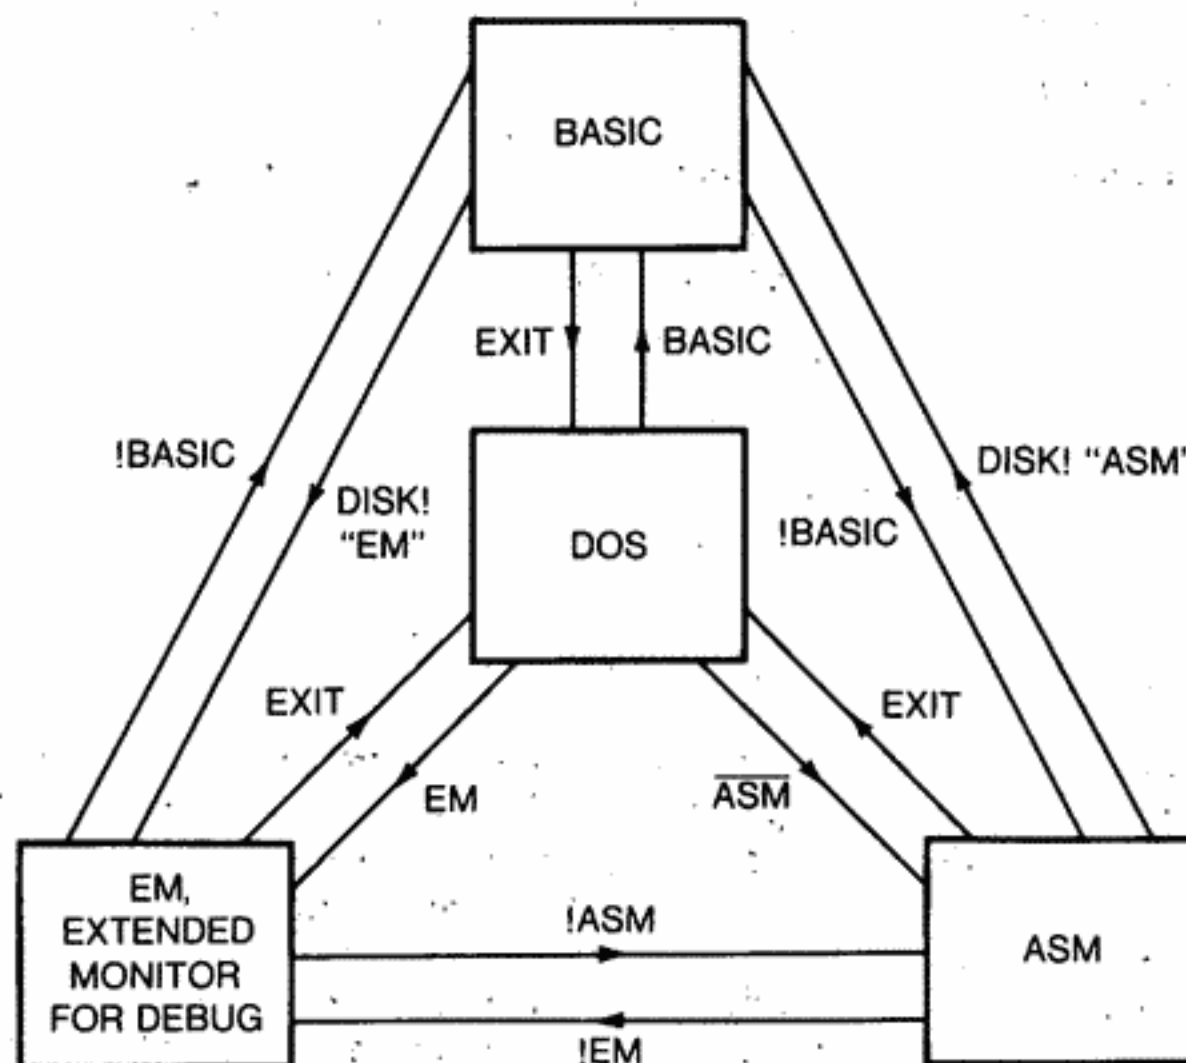 BASIC
EXIT
BASIC
!BASIC
DISK!
“EM”
DOS
!BASIC
DISK! “ASM”
EXIT
EM
ASM
EXIT
EM,
EXTENDED
MONITOR
FOR DEBUG
!ASM
!EM
ASM